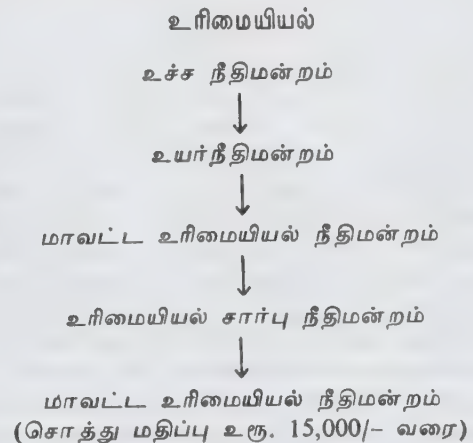 உரிமையியல்
உச்ச நீதிமன்றம்
உயர்நீதிமன்றம்
மாவட்ட உரிமையியல் நீதிமன்றம்
உரிமையியல் சார்பு நீதிமன்றம்
மாவட்ட உரிமையியல் நீதிமன்றம்
(சொத்து மதிப்பு உரூ. 15,000/- வரை)